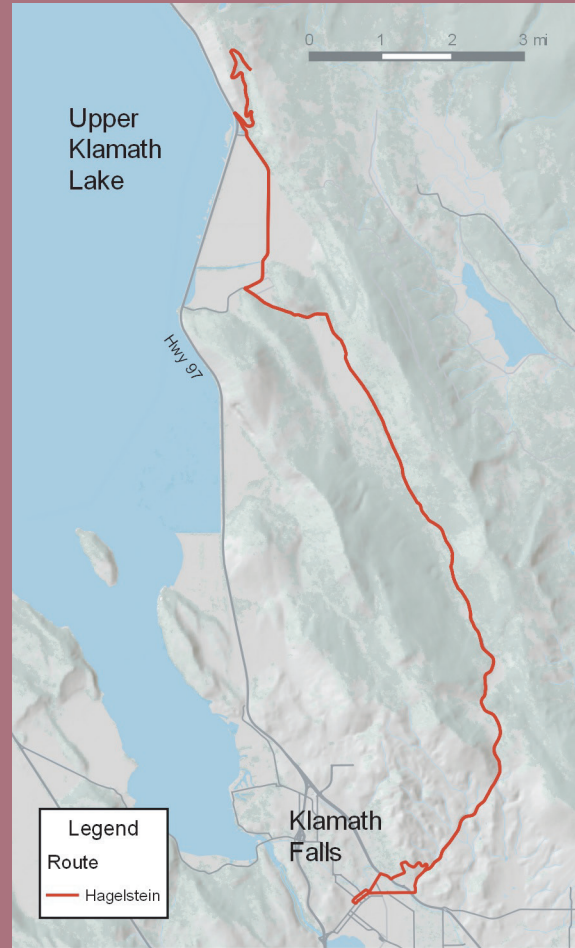 0 1 2 3 mi
Upper
Klamath
Lake
Hwy 97
Klamath
Falls
Legend
Route
Hagelstein